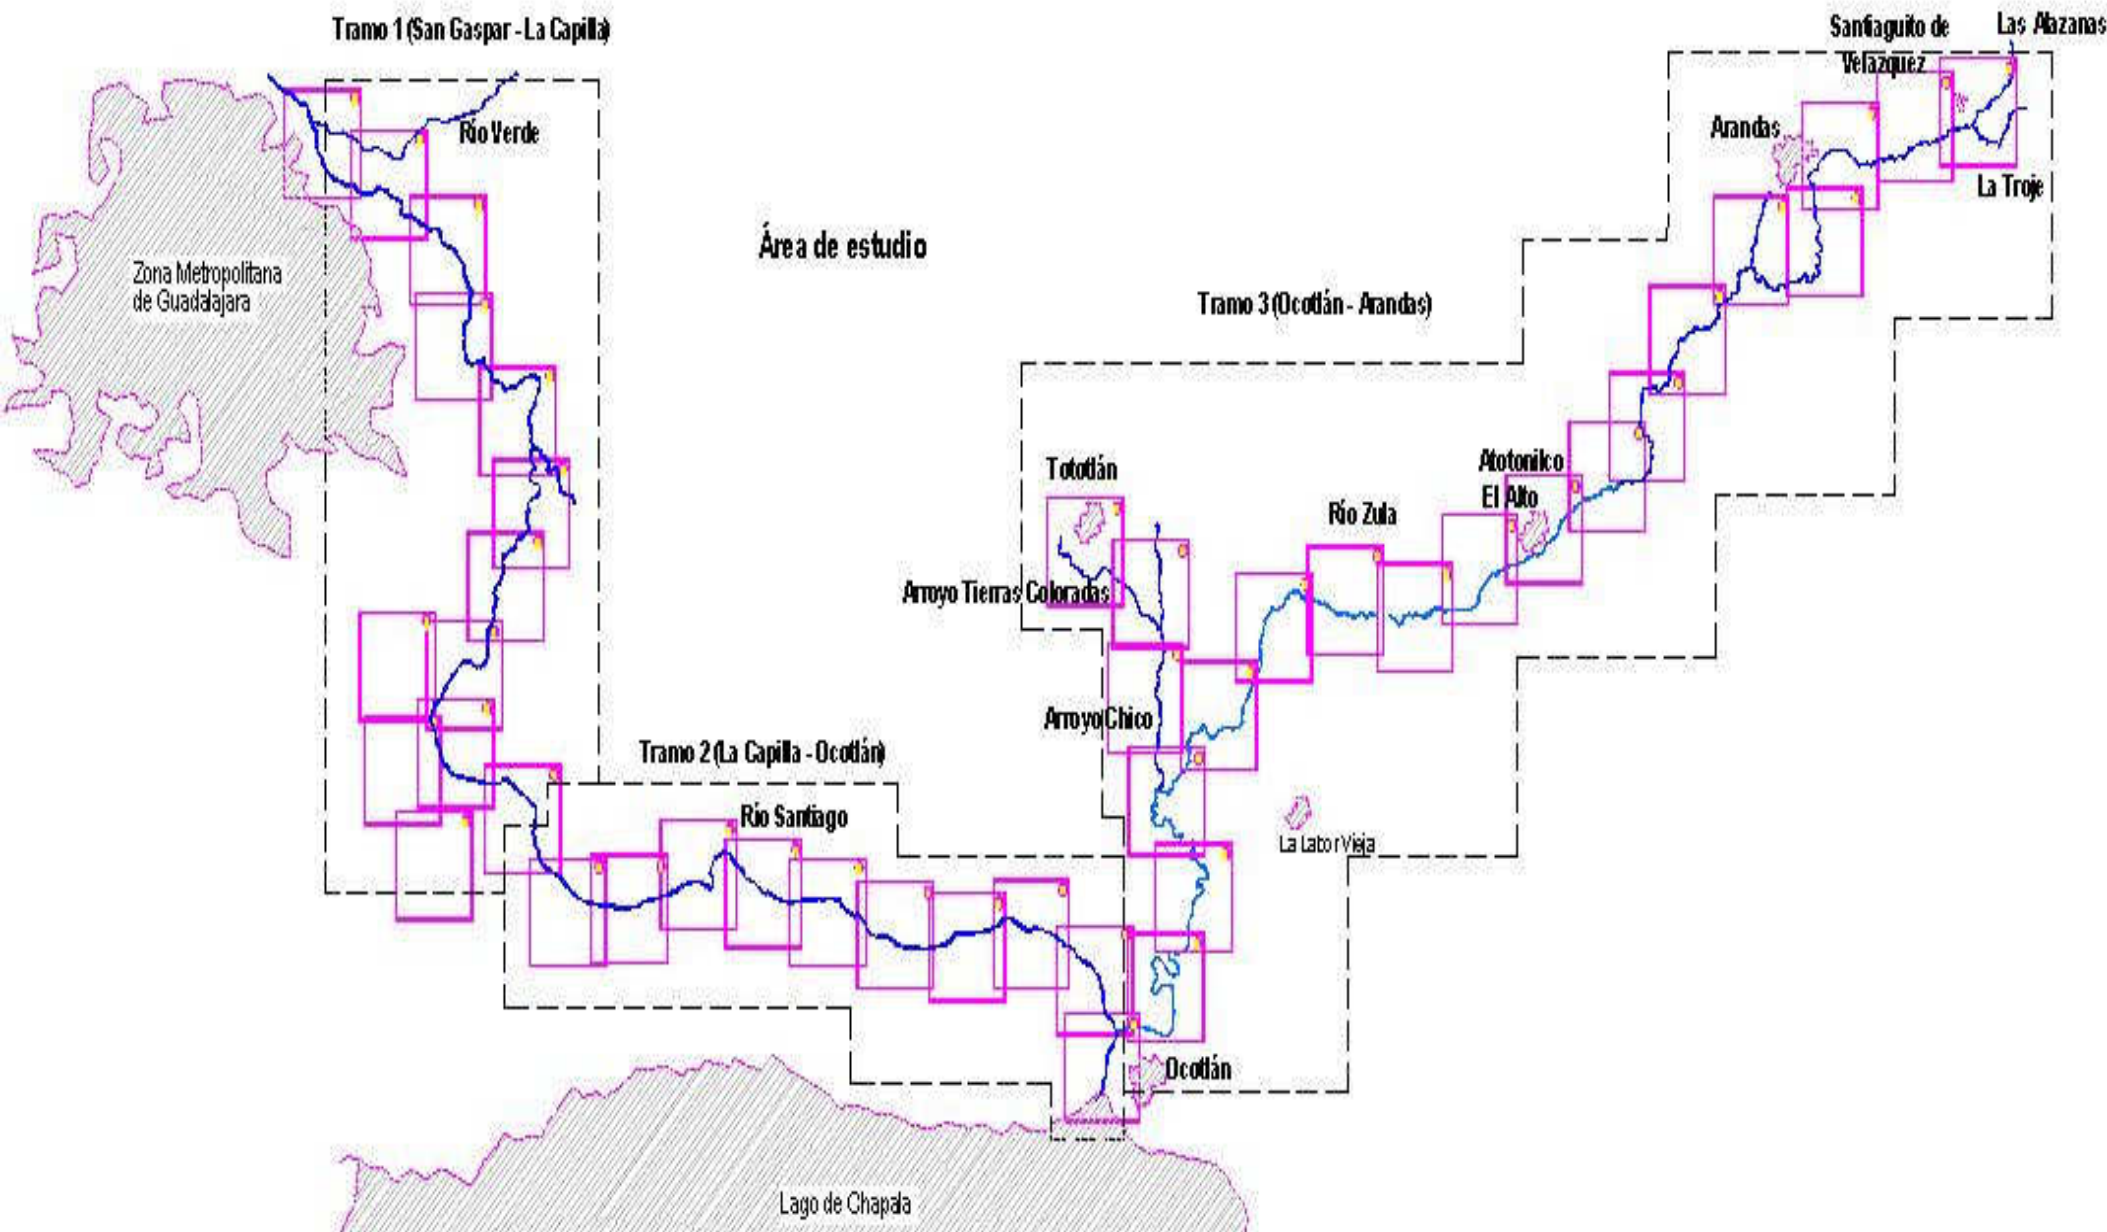 Tramo 1 (San Gaspar - La Capilla)
Santiaguito de
Velazquez
Las Alazanas
Río Verde
Arandas
La Troje
Área de estudio
Zona Metropolitana
de Guadalajara
Tramo 3 (Ocotlán - Arandas)
Tototlán
Atotonilco
El Alto
Río Zula
Arroyo Tierras Coloradas
Arroyo Chico
Tramo 2 (La Capilla - Ocotlán)
Río Santiago
La Labor Vieja
Ocotlán
Lago de Chapala